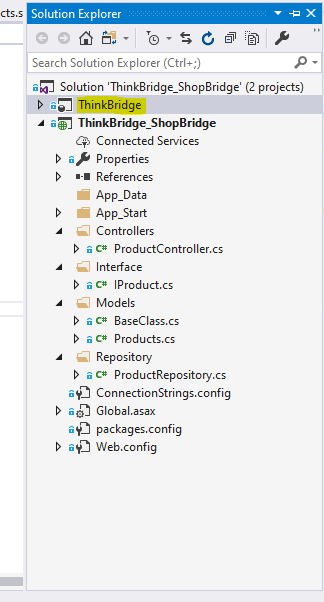 cts.s
Solution Explorer
Search Solution Explorer (Ctrl+;)
Solution 'ThinkBridge_ShopBridge' (2 projects)
ThinkBridge
ThinkBridge_ShopBridge
Connected Services
Properties
References
App_Data
App_Start
Controllers
C# ProductController.cs
Interface
C# IProduct.cs
Models
C# BaseClass.cs
C# Products.cs
Repository
C# ProductRepository.cs
ConnectionStrings.config
Global.asax
packages.config
Web.config